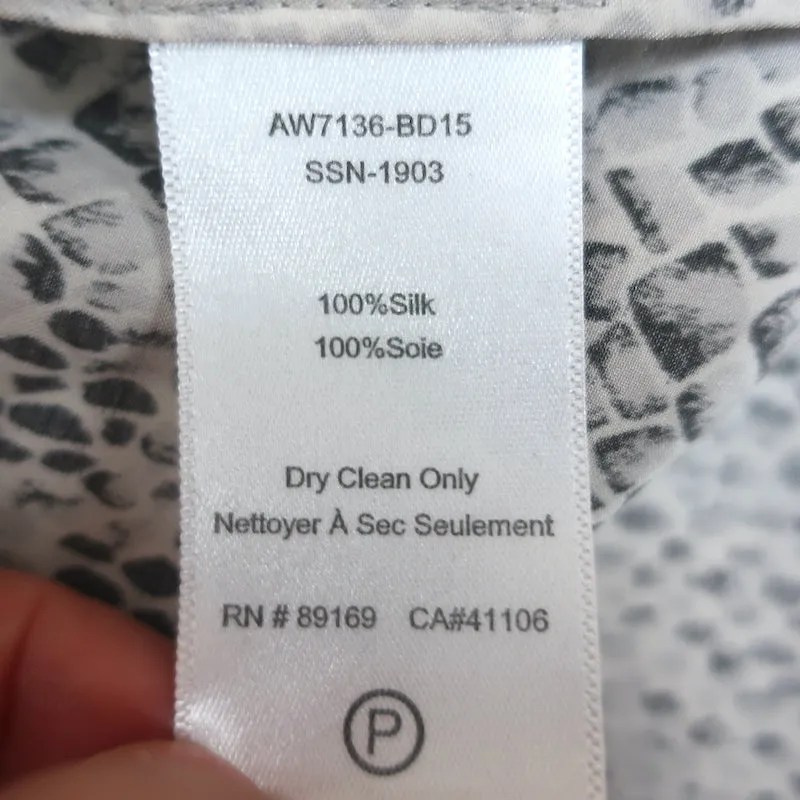 AW7136-BD15
SSN-1903
100%Silk
100%Soie
Dry Clean Only
Nettoyer À Sec Seulement
RN # 89169 CA#41106
P